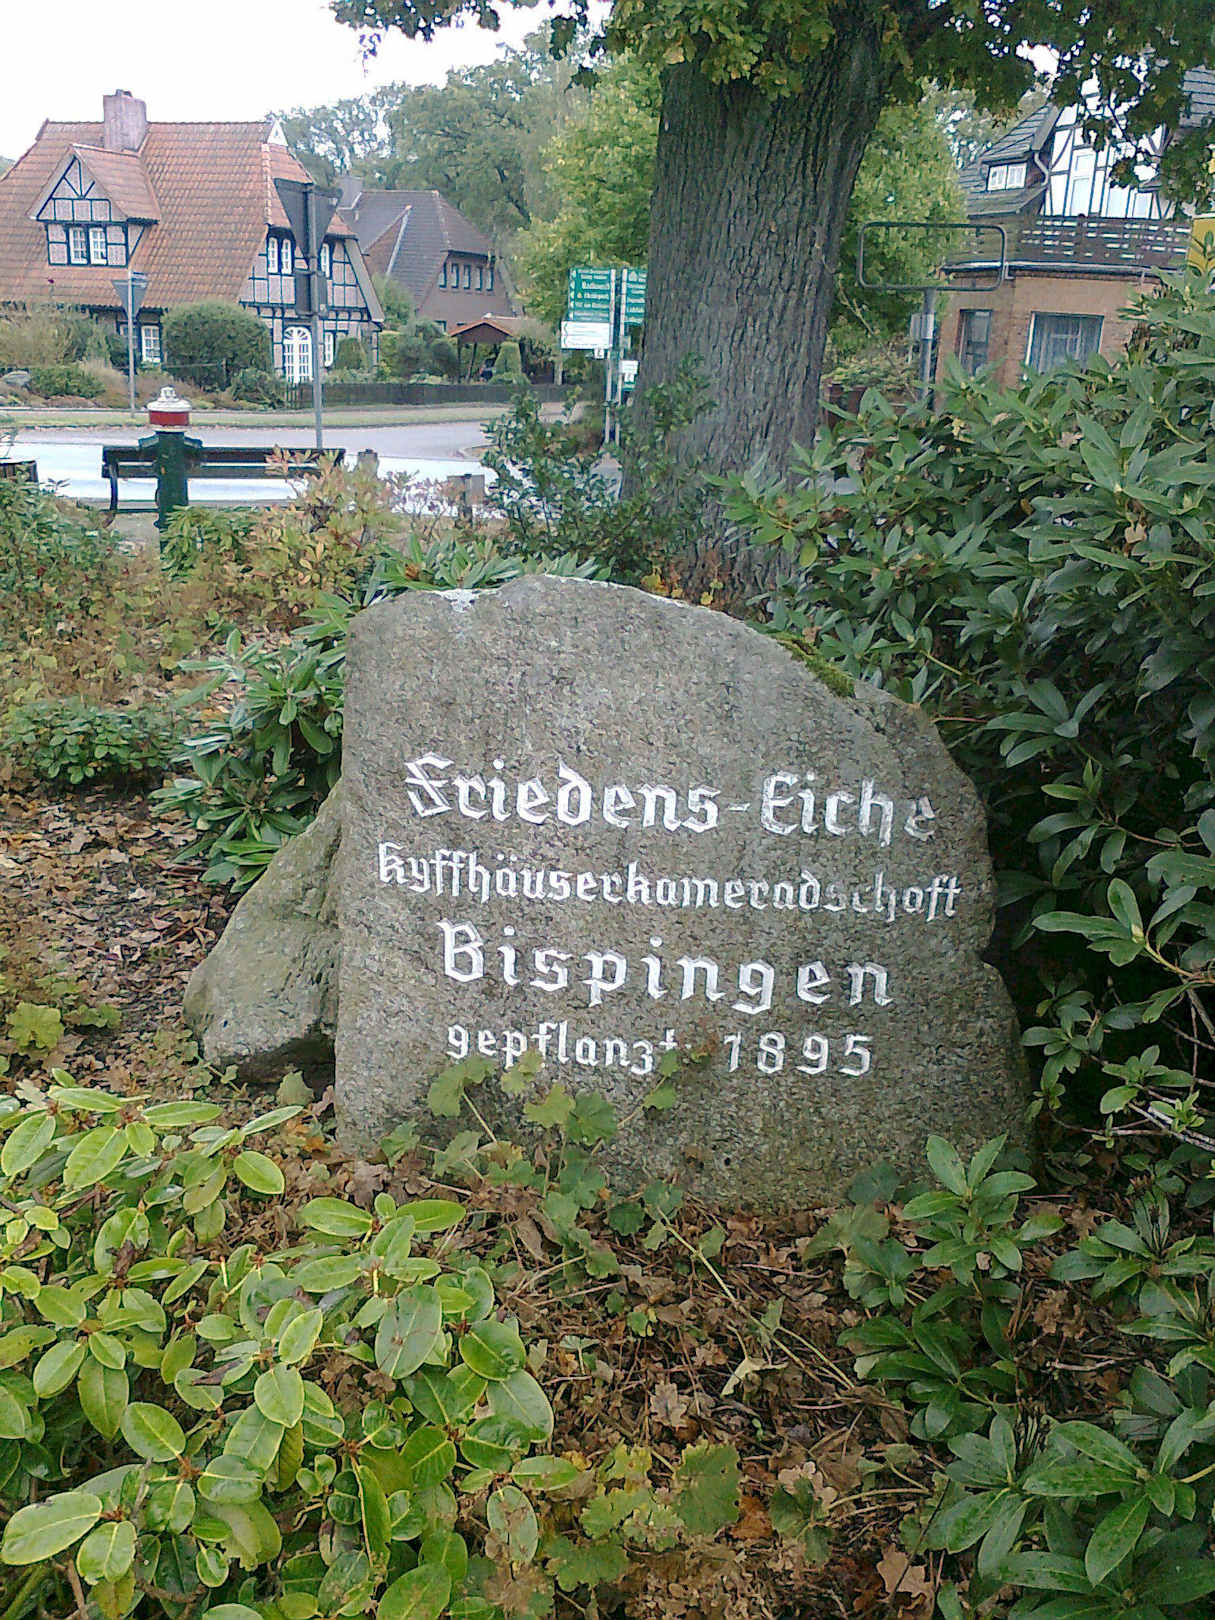 Friedens-Eiche
Kyffhäuserkameradschaft
Bispingen
gepflanzt 1895